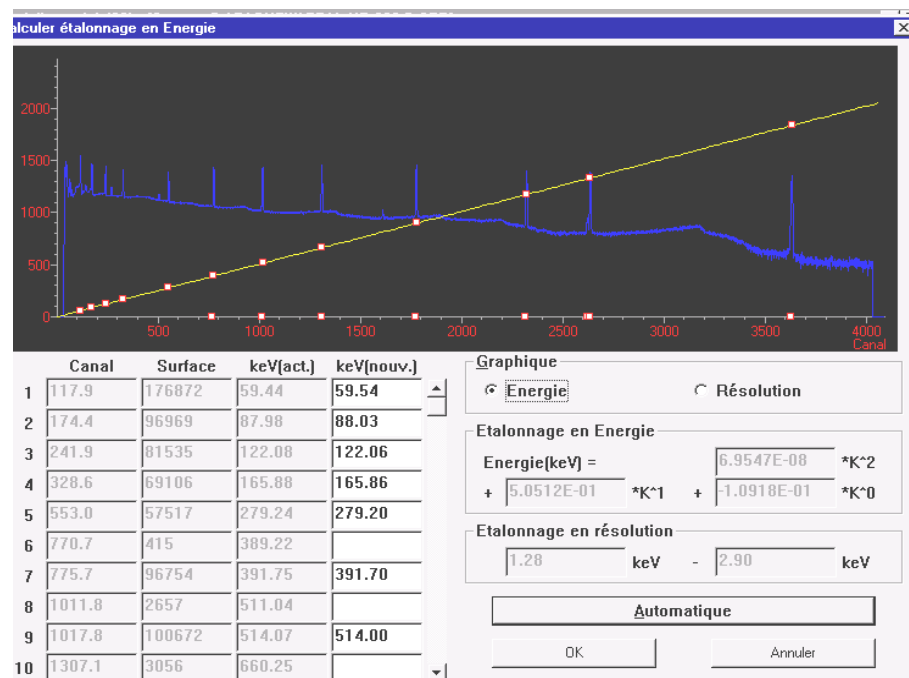 alculer étalonnage en Energie
2000
1500
1000
500
0
500 1000 1500 2000 2500 3000 3500 4000
Canal
Canal Surface keV(act.) keV(nouv.)
1 117.9 176872 59.44 59.54
2 174.4 96969 87.98 88.03
3 241.9 81535 122.08 122.06
4 328.6 69106 165.88 165.86
5 553.0 57517 279.24 279.20
6 770.7 415 389.22
7 775.7 96754 391.75 391.70
8 1011.8 2657 511.04
9 1017.8 100672 514.07 514.00
10 1307.1 3056 660.25
Graphique
Energie Résolution
Etalonnage en Energie
Energie(keV) = 6.9547E-08 *K^2
+ 5.0512E-01 *K^1 + -1.0918E-01 *K^0
Etalonnage en résolution
1.28 keV - 2.90 keV
Automatique
OK Annuler